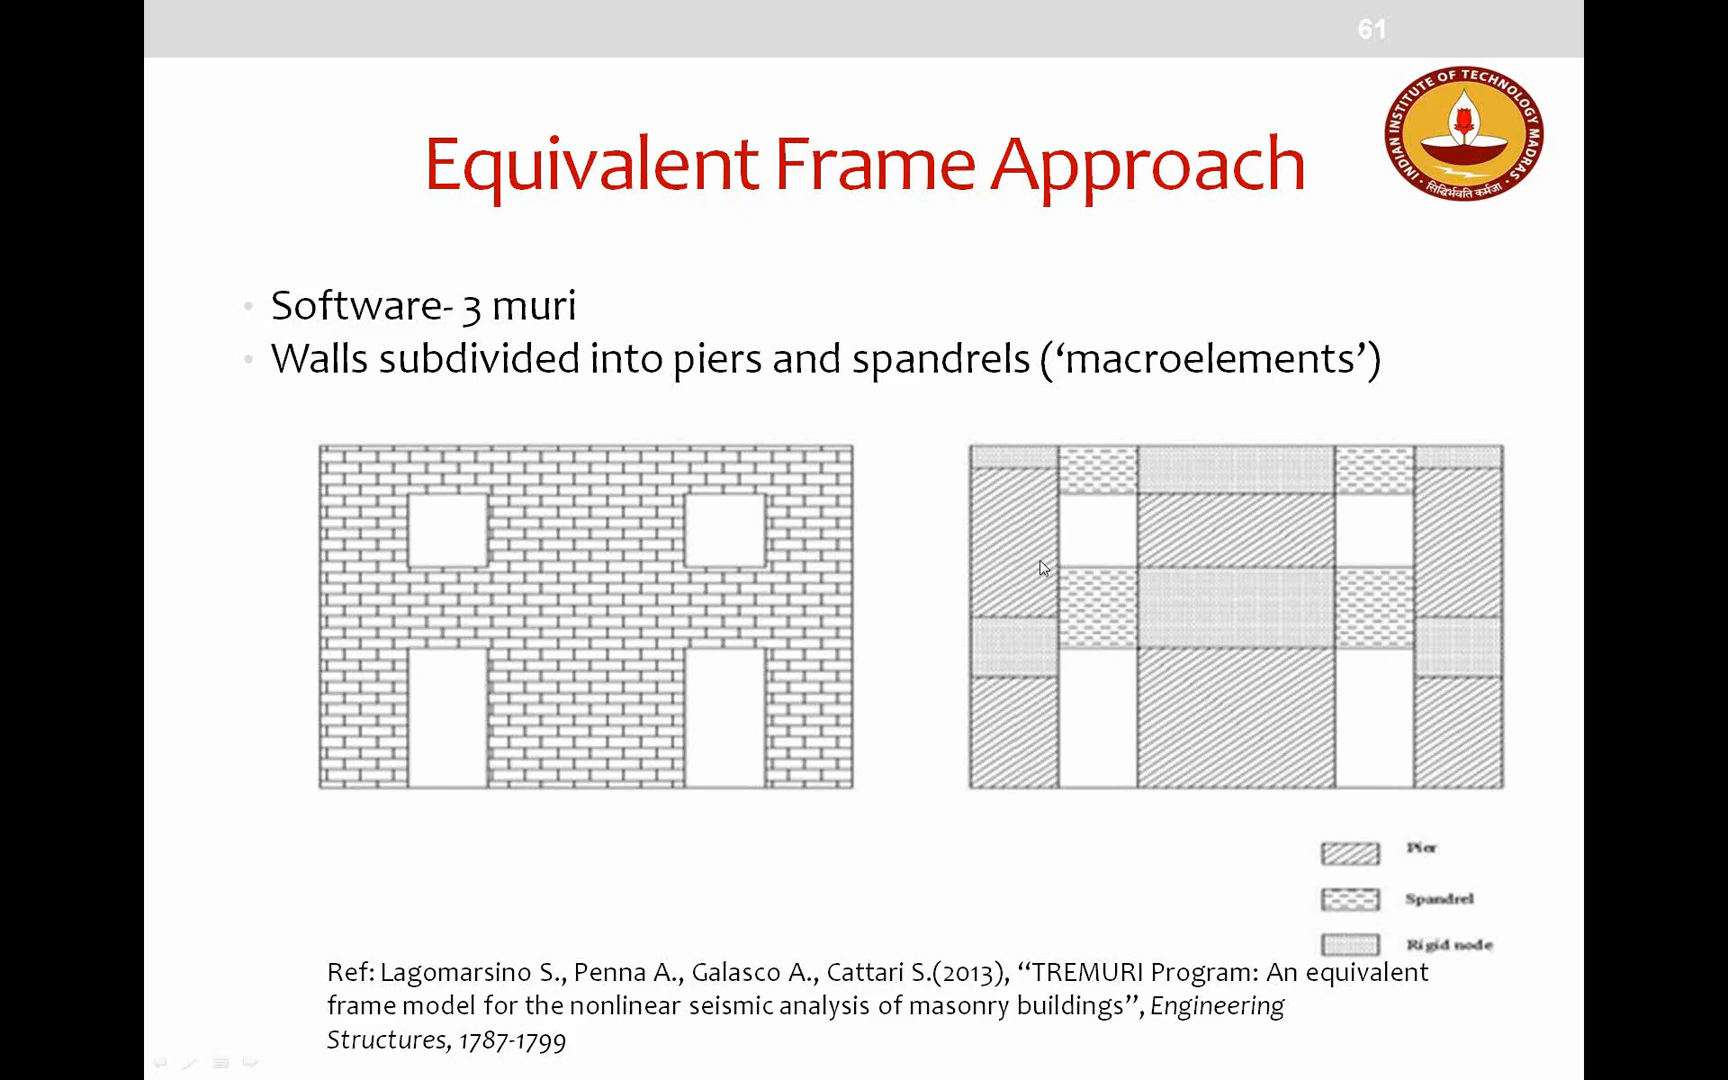 61
INDIAN INSTITUTE OF TECHNOLOGY MADRAS
सिद्धिर्भवति कर्मजा
Equivalent Frame Approach
• Software- 3 muri
• Walls subdivided into piers and spandrels (‘macroelements’)
Pier
Spandrel
Rigid node
Ref: Lagomarsino S., Penna A., Galasco A., Cattari S.(2013), “TREMURI Program: An equivalent
frame model for the nonlinear seismic analysis of masonry buildings”, Engineering
Structures, 1787-1799